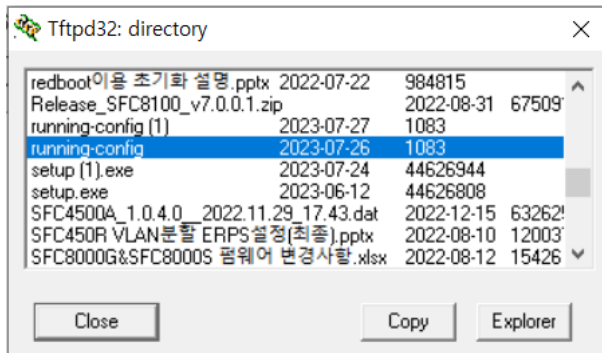 Tftpd32: directory
redboot이용 초기화 설명.pptx 2022-07-22 984815
Release_SFC8100_v7.0.0.1.zip 2022-08-31 67509
running-config (1) 2023-07-27 1083
running-config 2023-07-26 1083
setup (1).exe 2023-07-24 44626944
setup.exe 2023-06-12 44626808
SFC4500A_1.0.4.0__2022.11.29_17.43.dat 2022-12-15 63262
SFC450R VLAN분할 ERPS설정(최종).pptx 2022-08-10 12003
SFC8000G&SFC8000S 펌웨어 변경사항.xlsx 2022-08-12 15426
Close Copy Explorer